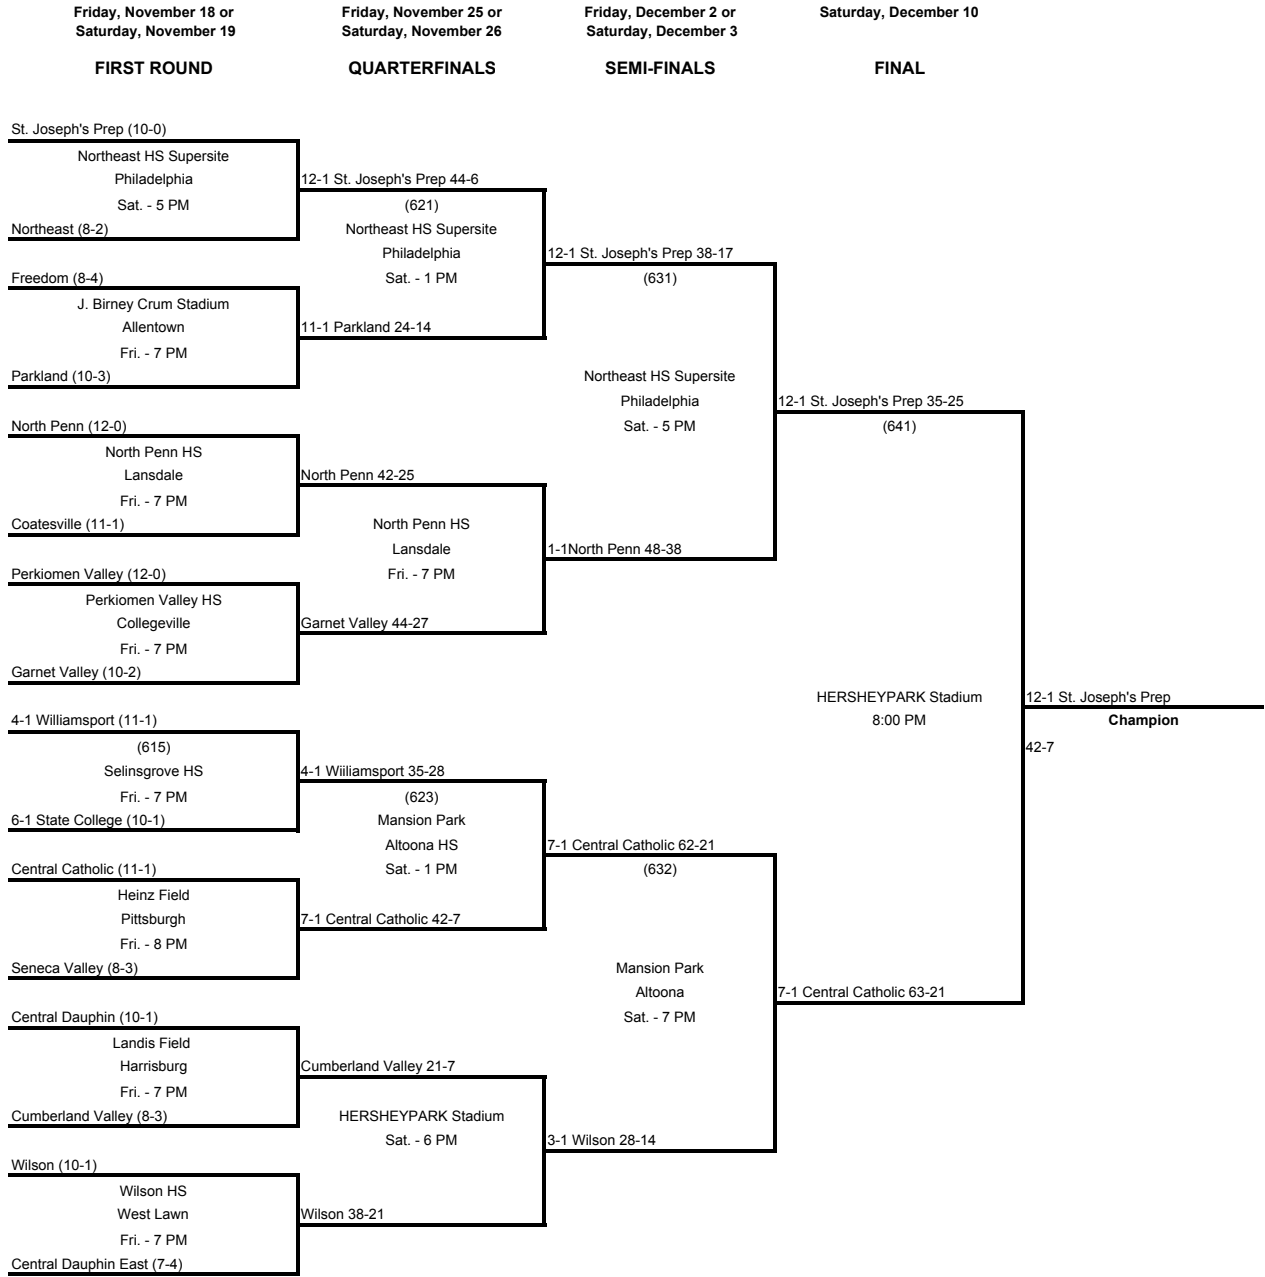 Friday, November 18 or
Saturday, November 19
FIRST ROUND
Friday, November 25 or
Saturday, November 26
QUARTERFINALS
Friday, December 2 or
Saturday, December 3
SEMI-FINALS
Saturday, December 10
FINAL
St. Joseph's Prep (10-0)
Northeast HS Supersite
Philadelphia
Sat. - 5 PM
Northeast (8-2)
Freedom (8-4)
J. Birney Crum Stadium
Allentown
Fri. - 7 PM
Parkland (10-3)
North Penn (12-0)
North Penn HS
Lansdale
Fri. - 7 PM
Coatesville (11-1)
Perkiomen Valley (12-0)
Perkiomen Valley HS
Collegeville
Fri. - 7 PM
Garnet Valley (10-2)
4-1 Williamsport (11-1)
(615)
Selinsgrove HS
Fri. - 7 PM
6-1 State College (10-1)
Central Catholic (11-1)
Heinz Field
Pittsburgh
Fri. - 8 PM
Seneca Valley (8-3)
Central Dauphin (10-1)
Landis Field
Harrisburg
Fri. - 7 PM
Cumberland Valley (8-3)
Wilson (10-1)
Wilson HS
West Lawn
Fri. - 7 PM
Central Dauphin East (7-4)
12-1 St. Joseph's Prep 44-6
(621)
Northeast HS Supersite
Philadelphia
Sat. - 1 PM
11-1 Parkland 24-14
North Penn 42-25
North Penn HS
Lansdale
Fri. - 7 PM
Garnet Valley 44-27
4-1 Wiiliamsport 35-28
(623)
Mansion Park
Altoona HS
Sat. - 1 PM
7-1 Central Catholic 42-7
Cumberland Valley 21-7
HERSHEYPARK Stadium
Sat. - 6 PM
Wilson 38-21
12-1 St. Joseph's Prep 38-17
(631)
Northeast HS Supersite
Philadelphia
Sat. - 5 PM
1-1North Penn 48-38
7-1 Central Catholic 62-21
(632)
Mansion Park
Altoona
Sat. - 7 PM
3-1 Wilson 28-14
12-1 St. Joseph's Prep 35-25
(641)
HERSHEYPARK Stadium
8:00 PM
7-1 Central Catholic 63-21
12-1 St. Joseph's Prep
Champion
42-7